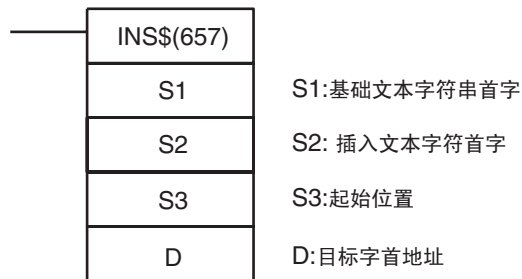 INS$(657)
S1 S1:基础文本字符串首字
S2 S2: 插入文本字符首字
S3 S3:起始位置
D D:目标字首地址